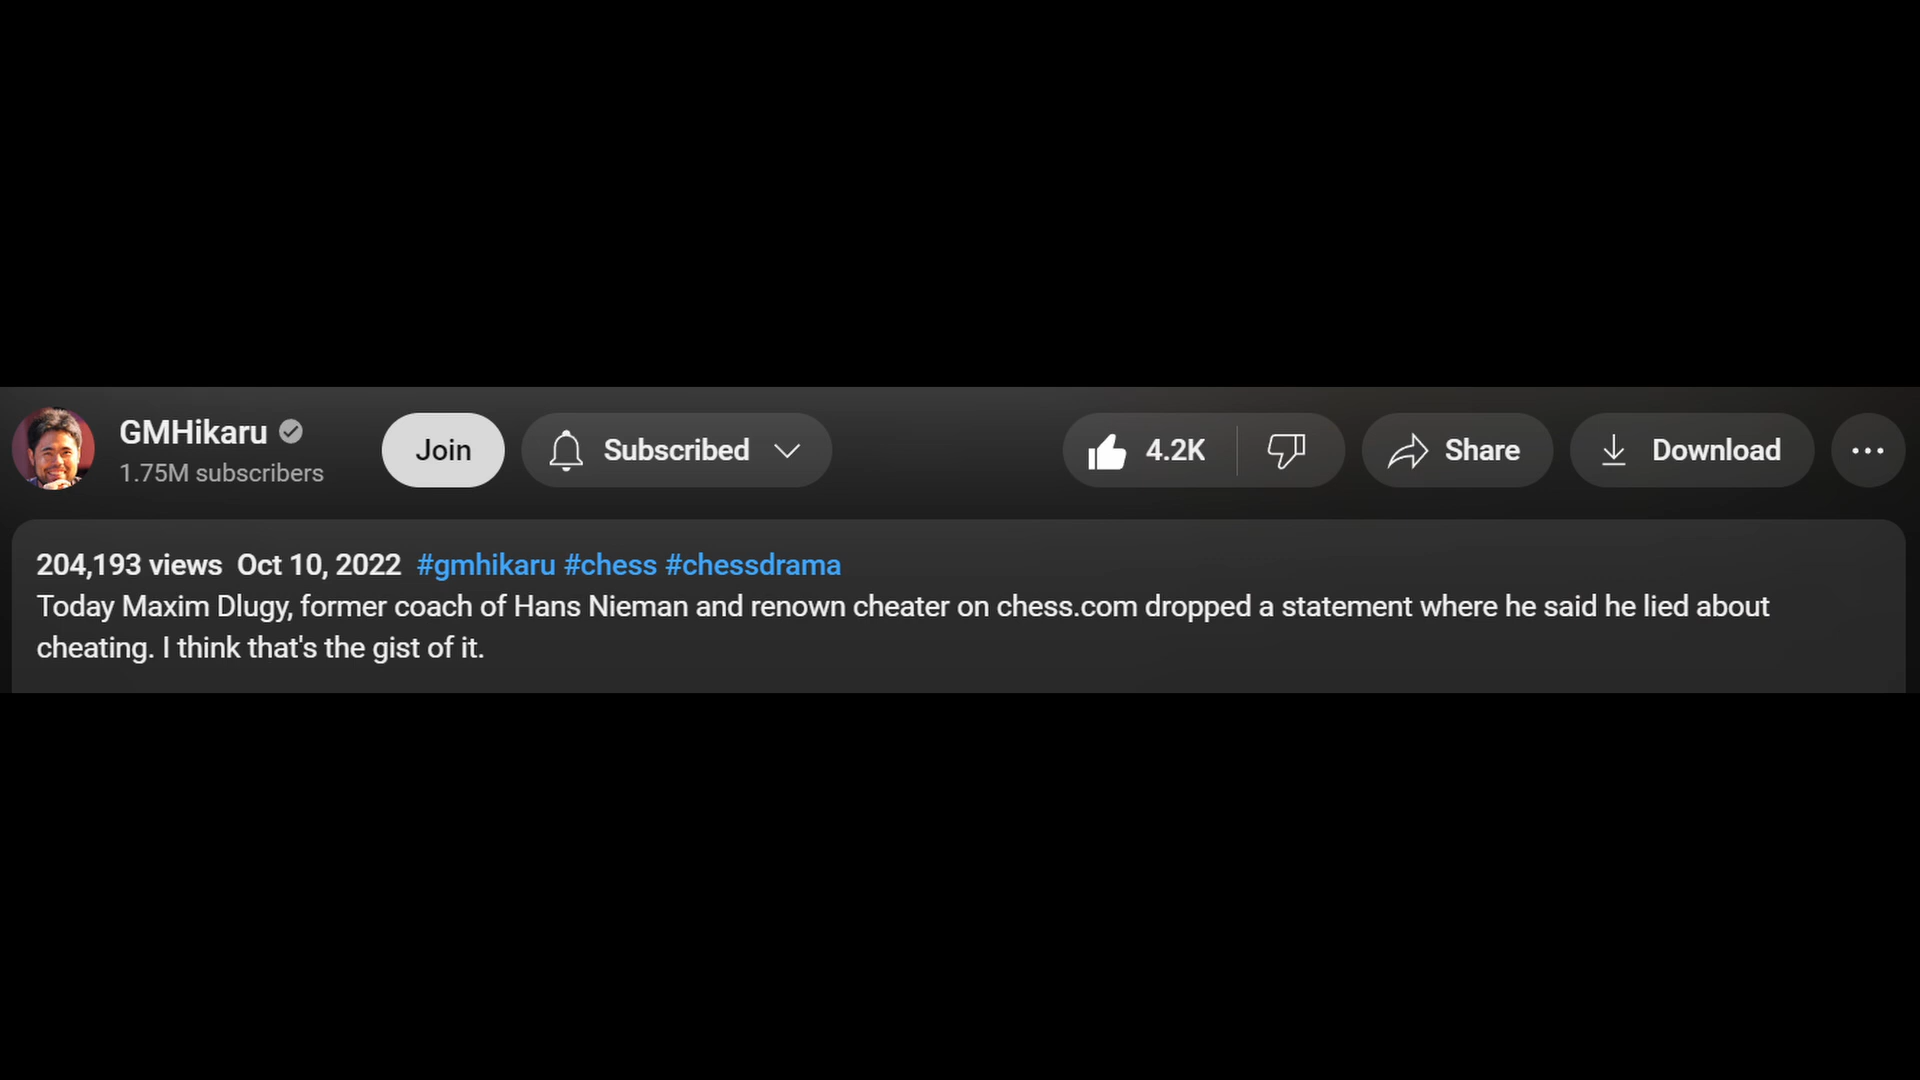 GMHikaru
1.75M subscribers
Join
Subscribed
4.2K
Share
Download
204,193 views Oct 10, 2022 #gmhikaru #chess #chessdrama
Today Maxim Dlugy, former coach of Hans Nieman and renown cheater on chess.com dropped a statement where he said he lied about
cheating. I think that's the gist of it.